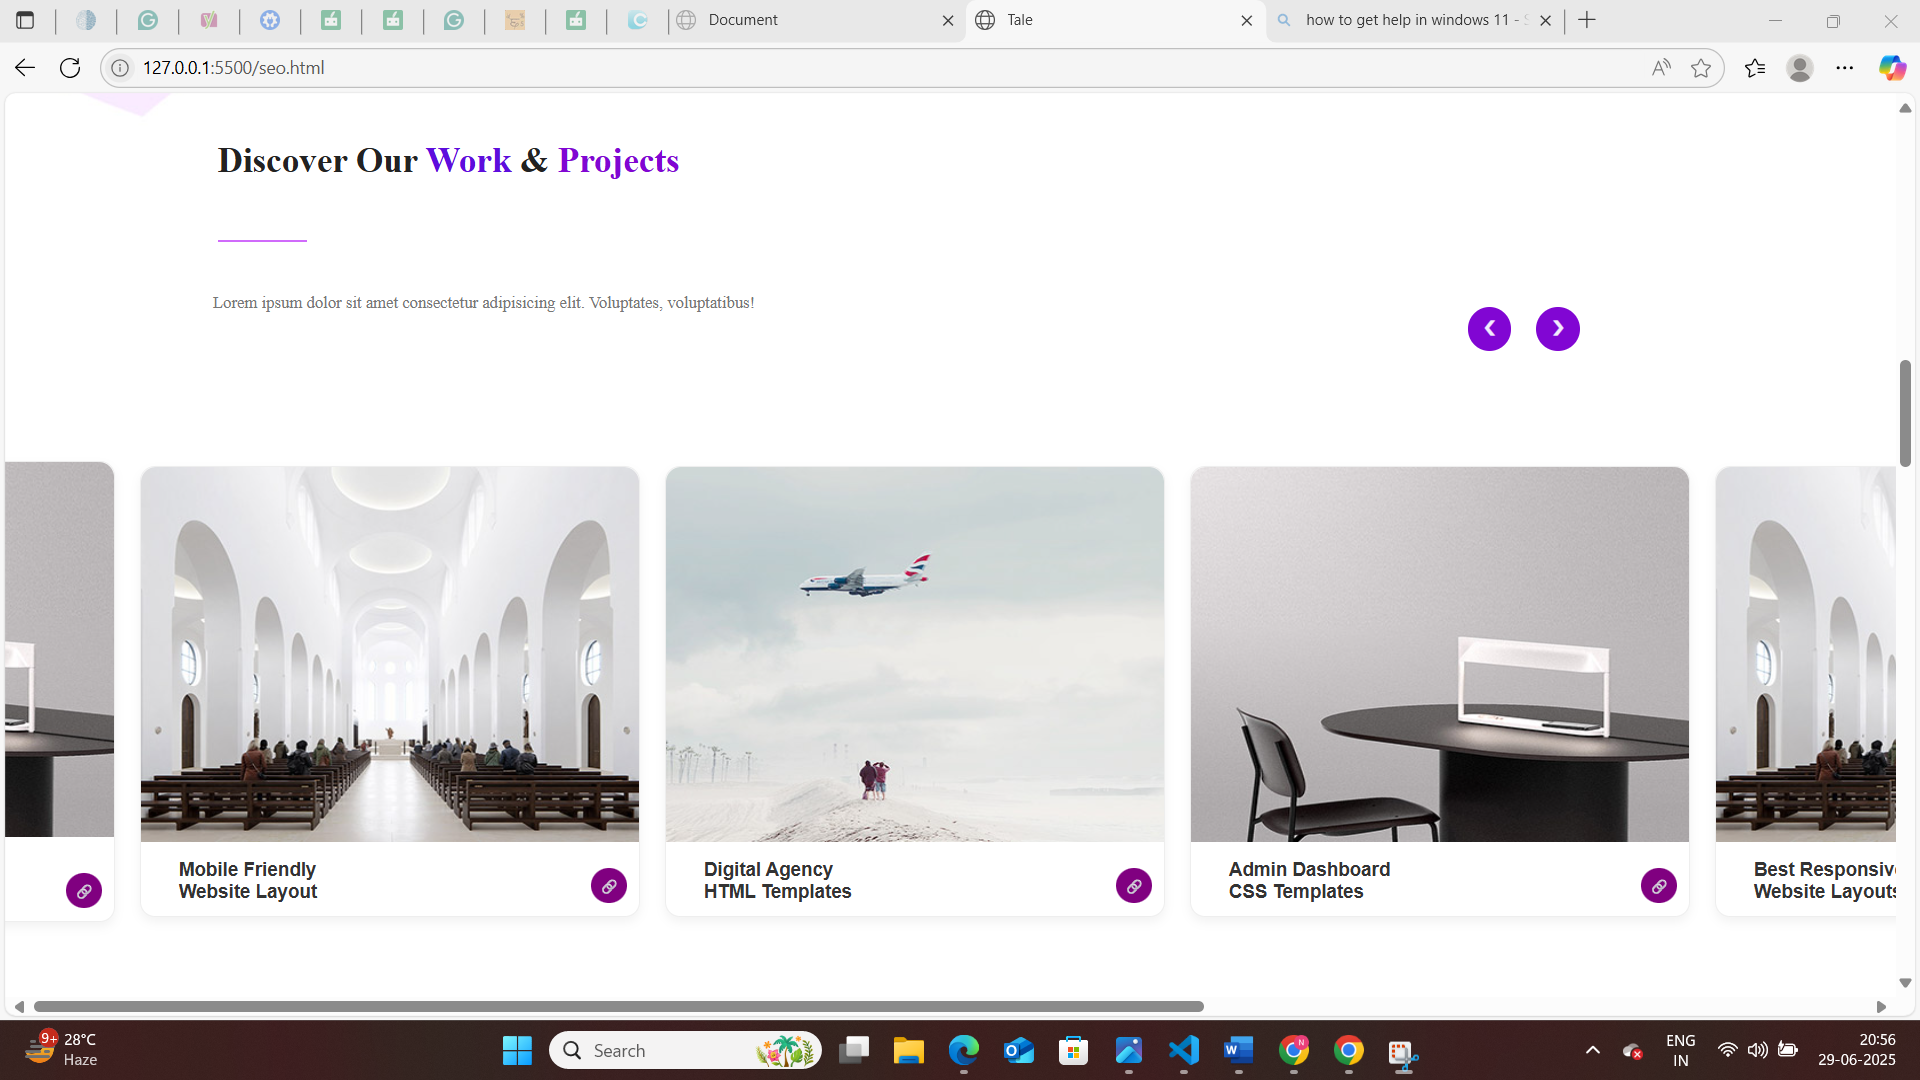 Document
Tale
how to get help in windows 11 - S
127.0.0.1:5500/seo.html
Discover Our Work & Projects
Lorem ipsum dolor sit amet consectetur adipisicing elit. Voluptates, voluptatibus!
Mobile Friendly
Website Layout
Digital Agency
HTML Templates
Admin Dashboard
CSS Templates
Best Responsive
Website Layouts
9+
28°C
Haze
Search
ENG
IN
20:56
29-06-2025